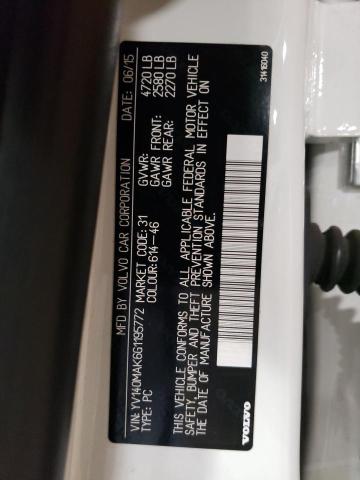 MFD BY VOLVO CAR CORPORATION DATE: 06/15
VIN: YV140MAK6G1195772 MARKET CODE: 31 GVWR: 4720 LB
TYPE: PC COLOUR: 614-46 GAWR FRONT: 2580 LB
GAWR REAR: 2270 LB
THIS VEHICLE CONFORMS TO ALL APPLICABLE FEDERAL MOTOR VEHICLE
SAFETY, BUMPER AND THEFT PREVENTION STANDARDS IN EFFECT ON
THE DATE OF MANUFACTURE SHOWN ABOVE.
VOLVO
31416040